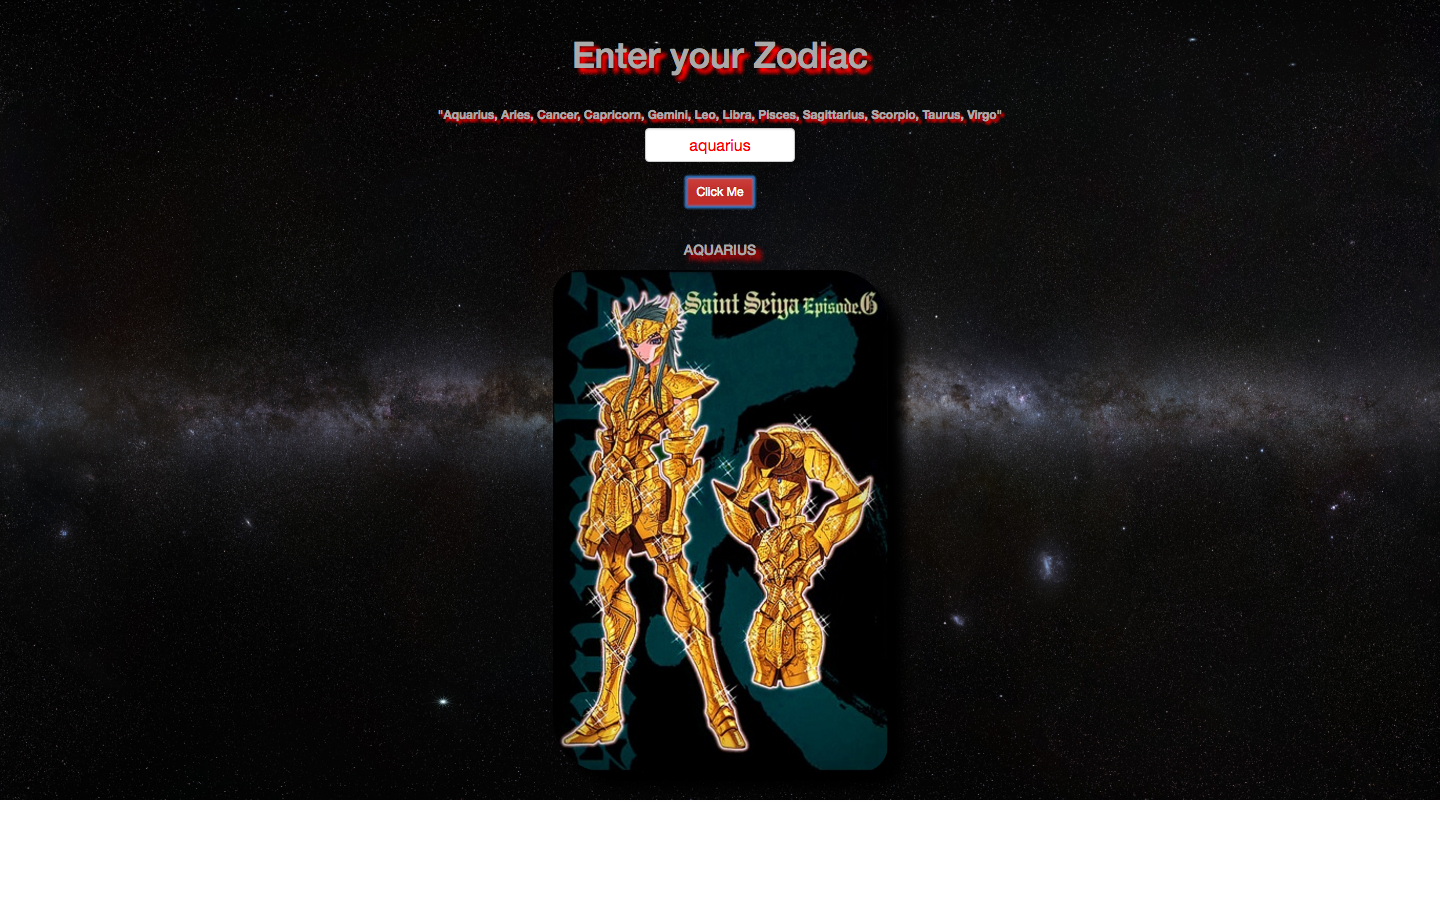 Enter your Zodiac
"Aquarius, Aries, Cancer, Capricorn, Gemini, Leo, Libra, Pisces, Sagittarius, Scorpio, Taurus, Virgo"
aquarius
Click Me
AQUARIUS
Saint Seiya Episode.G